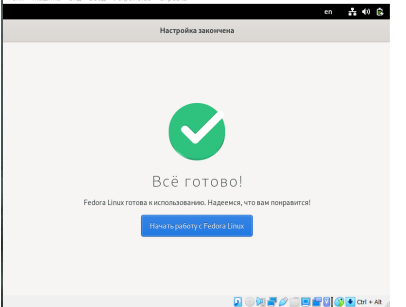 en
Настройка закончена
Всё готово!
Fedora Linux готова к использованию. Надеемся, что вам понравится!
Начать работу с Fedora Linux
Ctrl + Alt